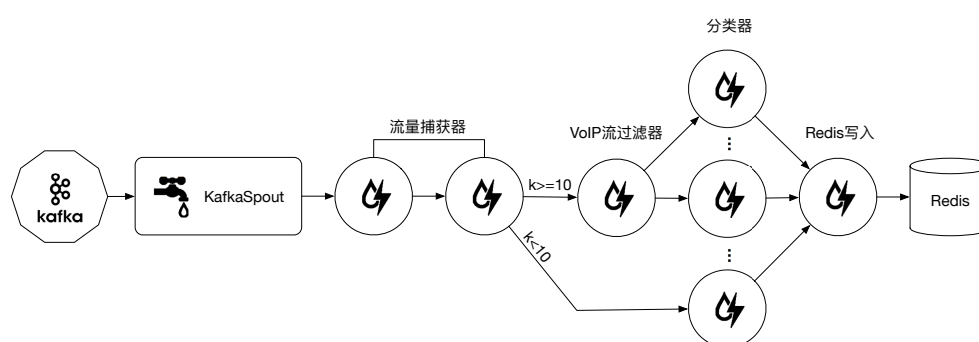 分类器
流量捕获器
VoIP流过滤器
Redis写入
kafka
KafkaSpout
k>=10
k<10
Redis